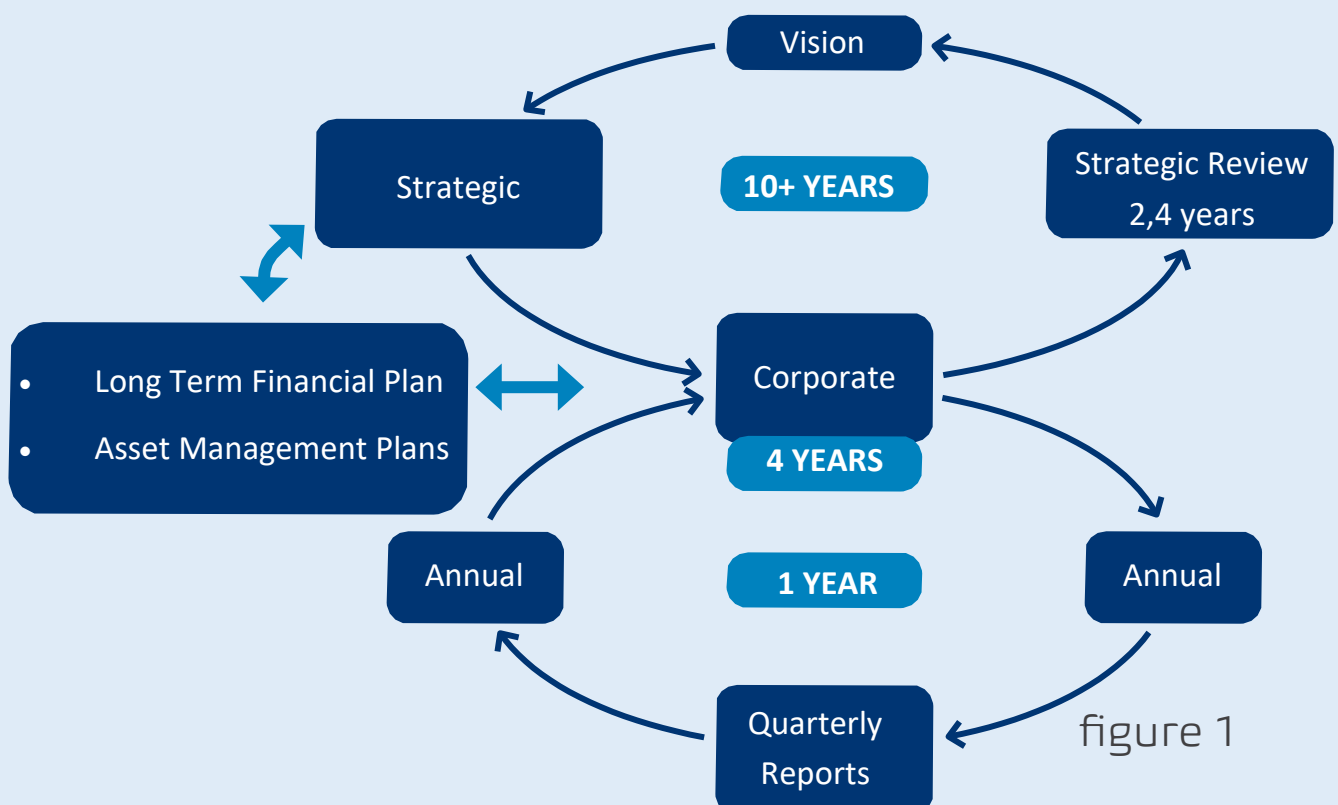 Vision
Strategic
10+ YEARS
Strategic Review
2,4 years
• Long Term Financial Plan
• Asset Management Plans
Corporate
4 YEARS
Annual
1 YEAR
Annual
Quarterly
Reports
figure 1